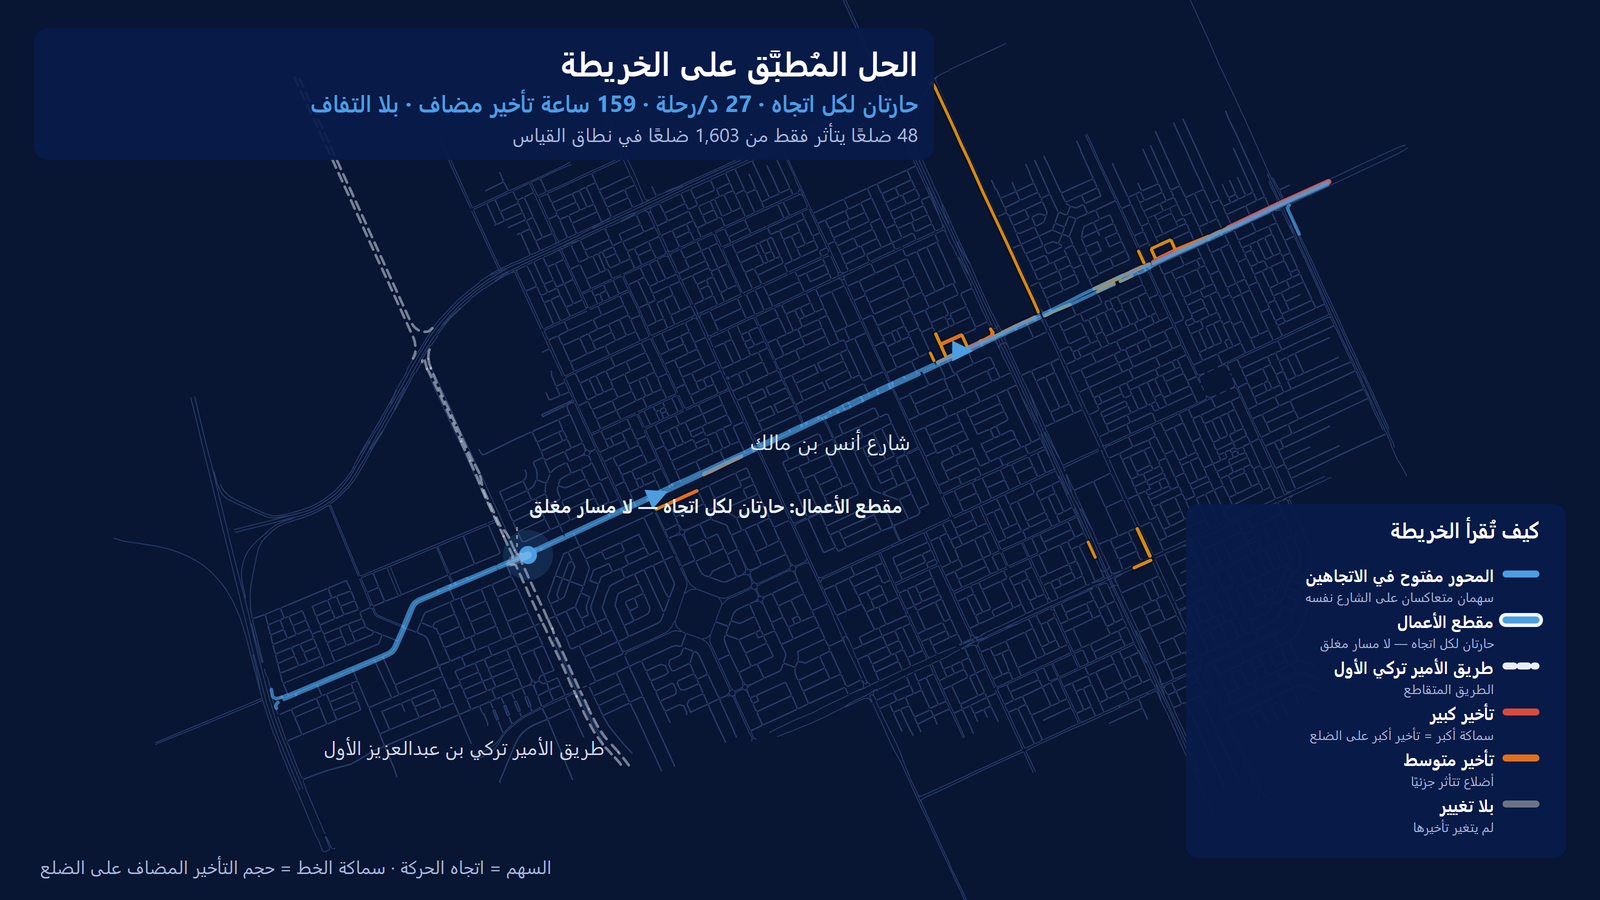 الحل المُطبَّق على الخريطة
حارتان لكل اتجاه · 27 د/رحلة · 159 ساعة تأخير مضاف · بلا التفاف
48 ضلعًا يتأثر فقط من 1,603 ضلعًا في نطاق القياس
شارع أنس بن مالك
مقطع الأعمال: حارتان لكل اتجاه — لا مسار مغلق
طريق الأمير تركي بن عبدالعزيز الأول
كيف تُقرأ الخريطة
المحور مفتوح في الاتجاهين
سهمان متعاكسان على الشارع نفسه
مقطع الأعمال
حارتان لكل اتجاه — لا مسار مغلق
طريق الأمير تركي الأول
الطريق المتقاطع
تأخير كبير
سماكة أكبر = تأخير أكبر على الضلع
تأخير متوسط
أضلاع تتأثر جزئيًا
بلا تغيير
لم يتغير تأخيرها
السهم = اتجاه الحركة · سماكة الخط = حجم التأخير المضاف على الضلع